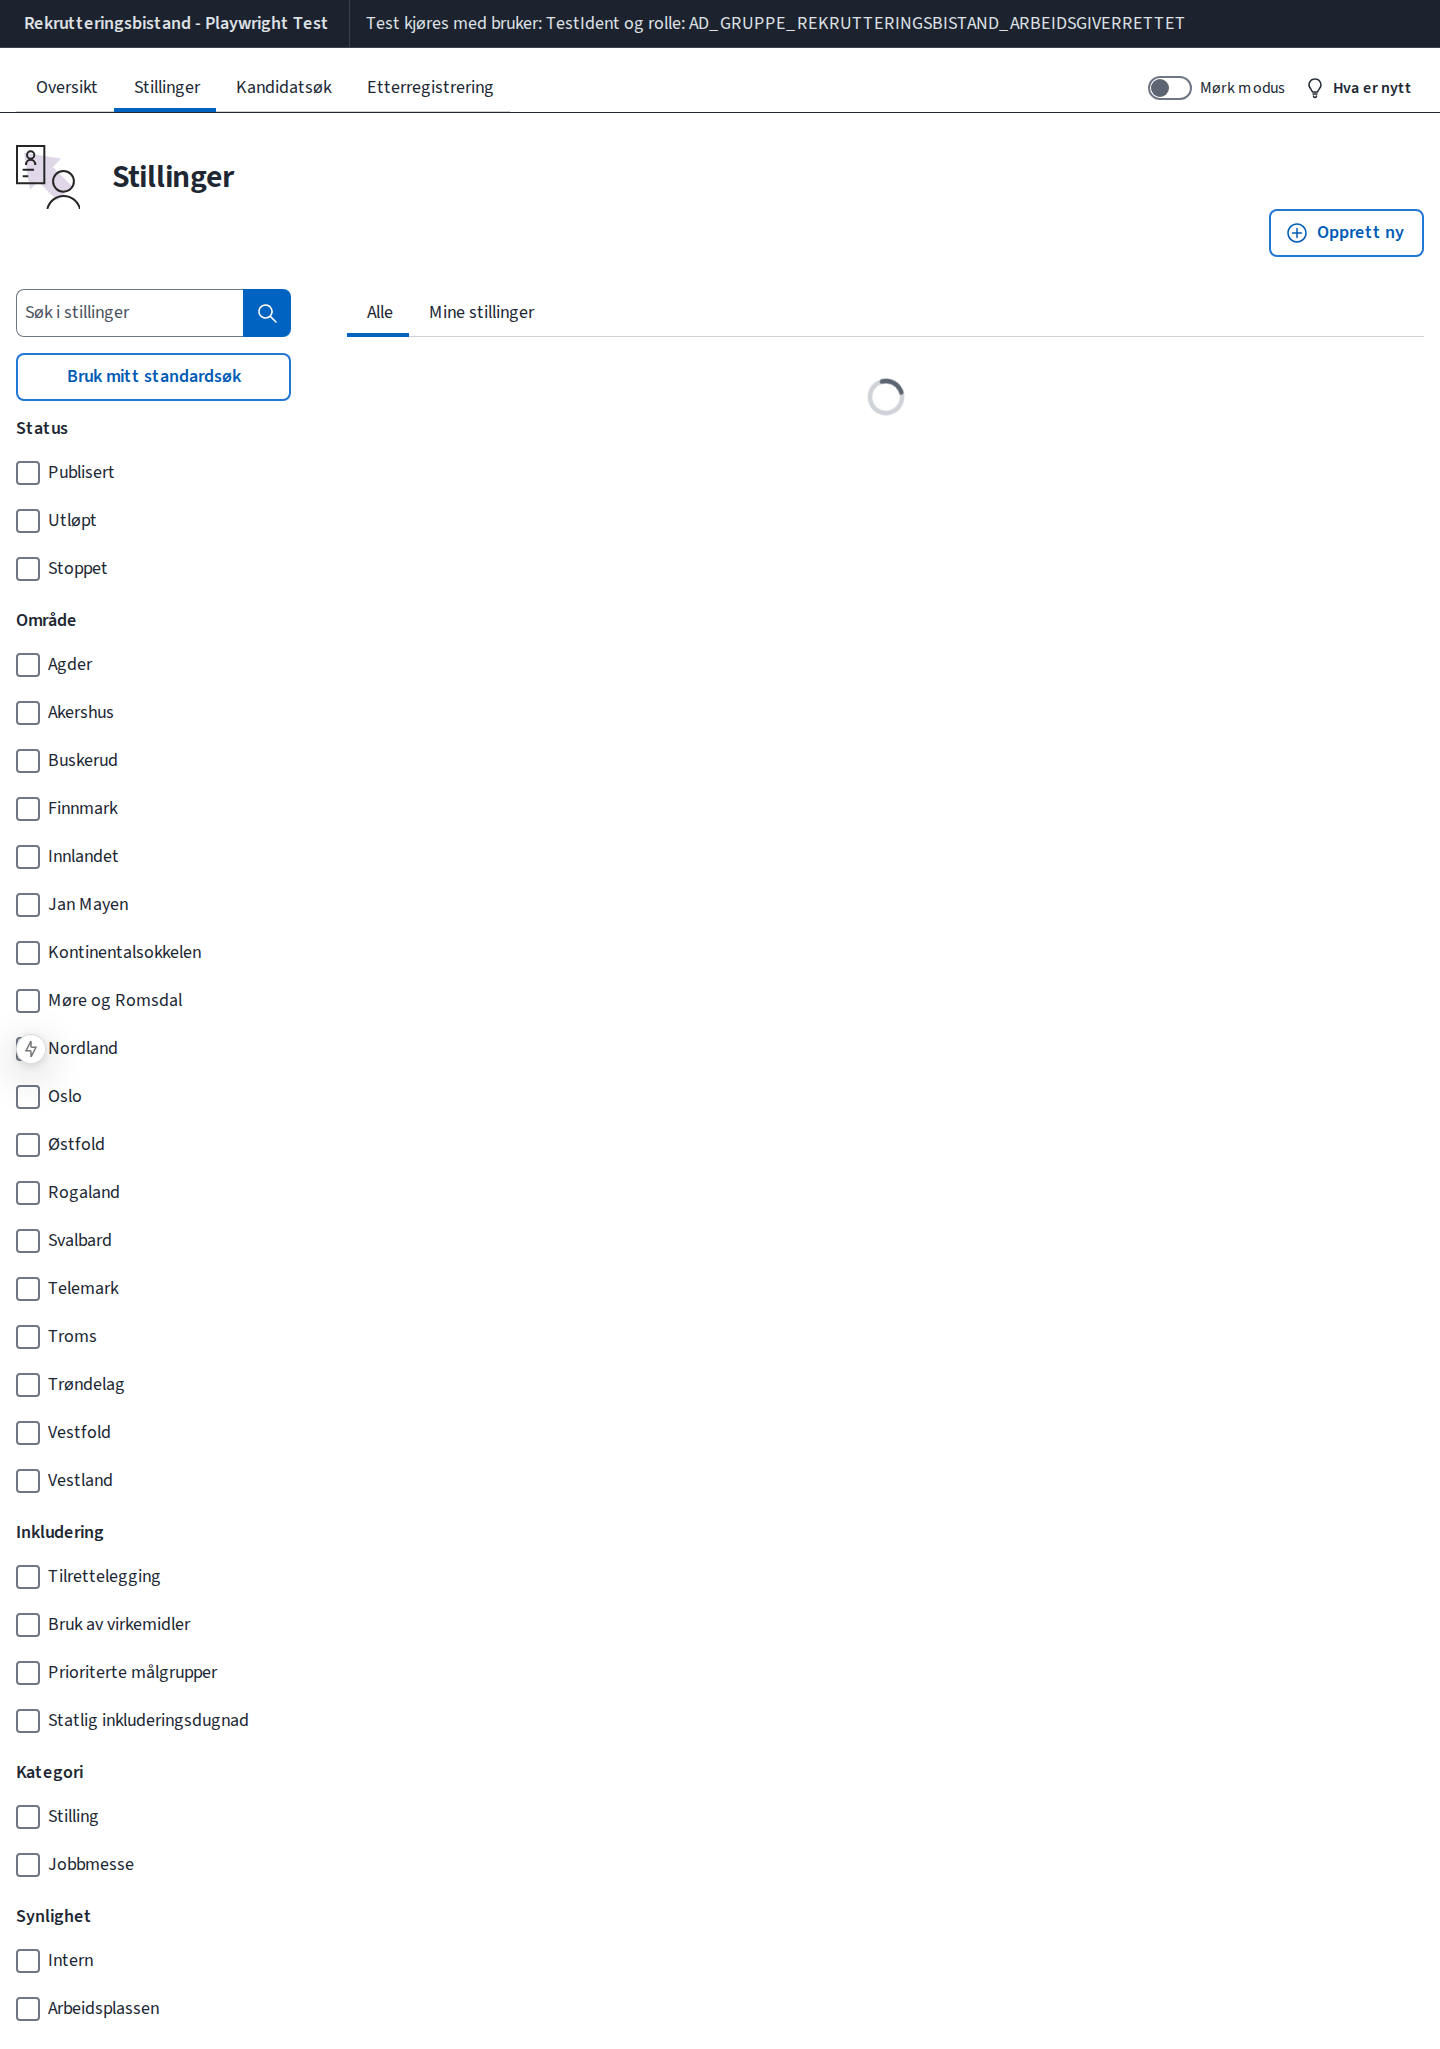 Rekrutteringsbistand - Playwright Test
Test kjøres med bruker: TestIdent og rolle: AD_GRUPPE_REKRUTTERINGSBISTAND_ARBEIDSGIVERRETTET
Oversikt
Stillinger
Kandidatsøk
Etterregistrering
Mørk modus
Hva er nytt
Stillinger
Opprett ny
Søk i stillinger
Alle
Mine stillinger
Bruk mitt standardsøk
Status
Publisert
Utløpt
Stoppet
Område
Agder
Akershus
Buskerud
Finnmark
Innlandet
Jan Mayen
Kontinentalsokkelen
Møre og Romsdal
Nordland
Oslo
Østfold
Rogaland
Svalbard
Telemark
Troms
Trøndelag
Vestfold
Vestland
Inkludering
Tilrettelegging
Bruk av virkemidler
Prioriterte målgrupper
Statlig inkluderingsdugnad
Kategori
Stilling
Jobbmesse
Synlighet
Intern
Arbeidsplassen